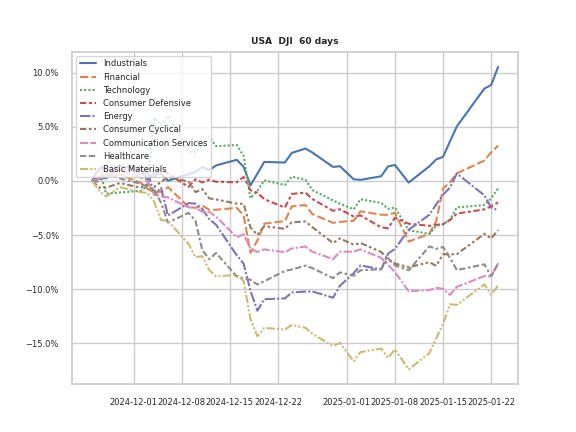 USA DJI 60 days
10.0%
5.0%
0.0%
−5.0%
−10.0%
−15.0%
Industrials
Financial
Technology
Consumer Defensive
Energy
Consumer Cyclical
Communication Services
Healthcare
Basic Materials
2024-12-01
2024-12-08
2024-12-15
2024-12-22
2025-01-01
2025-01-08
2025-01-15
2025-01-22